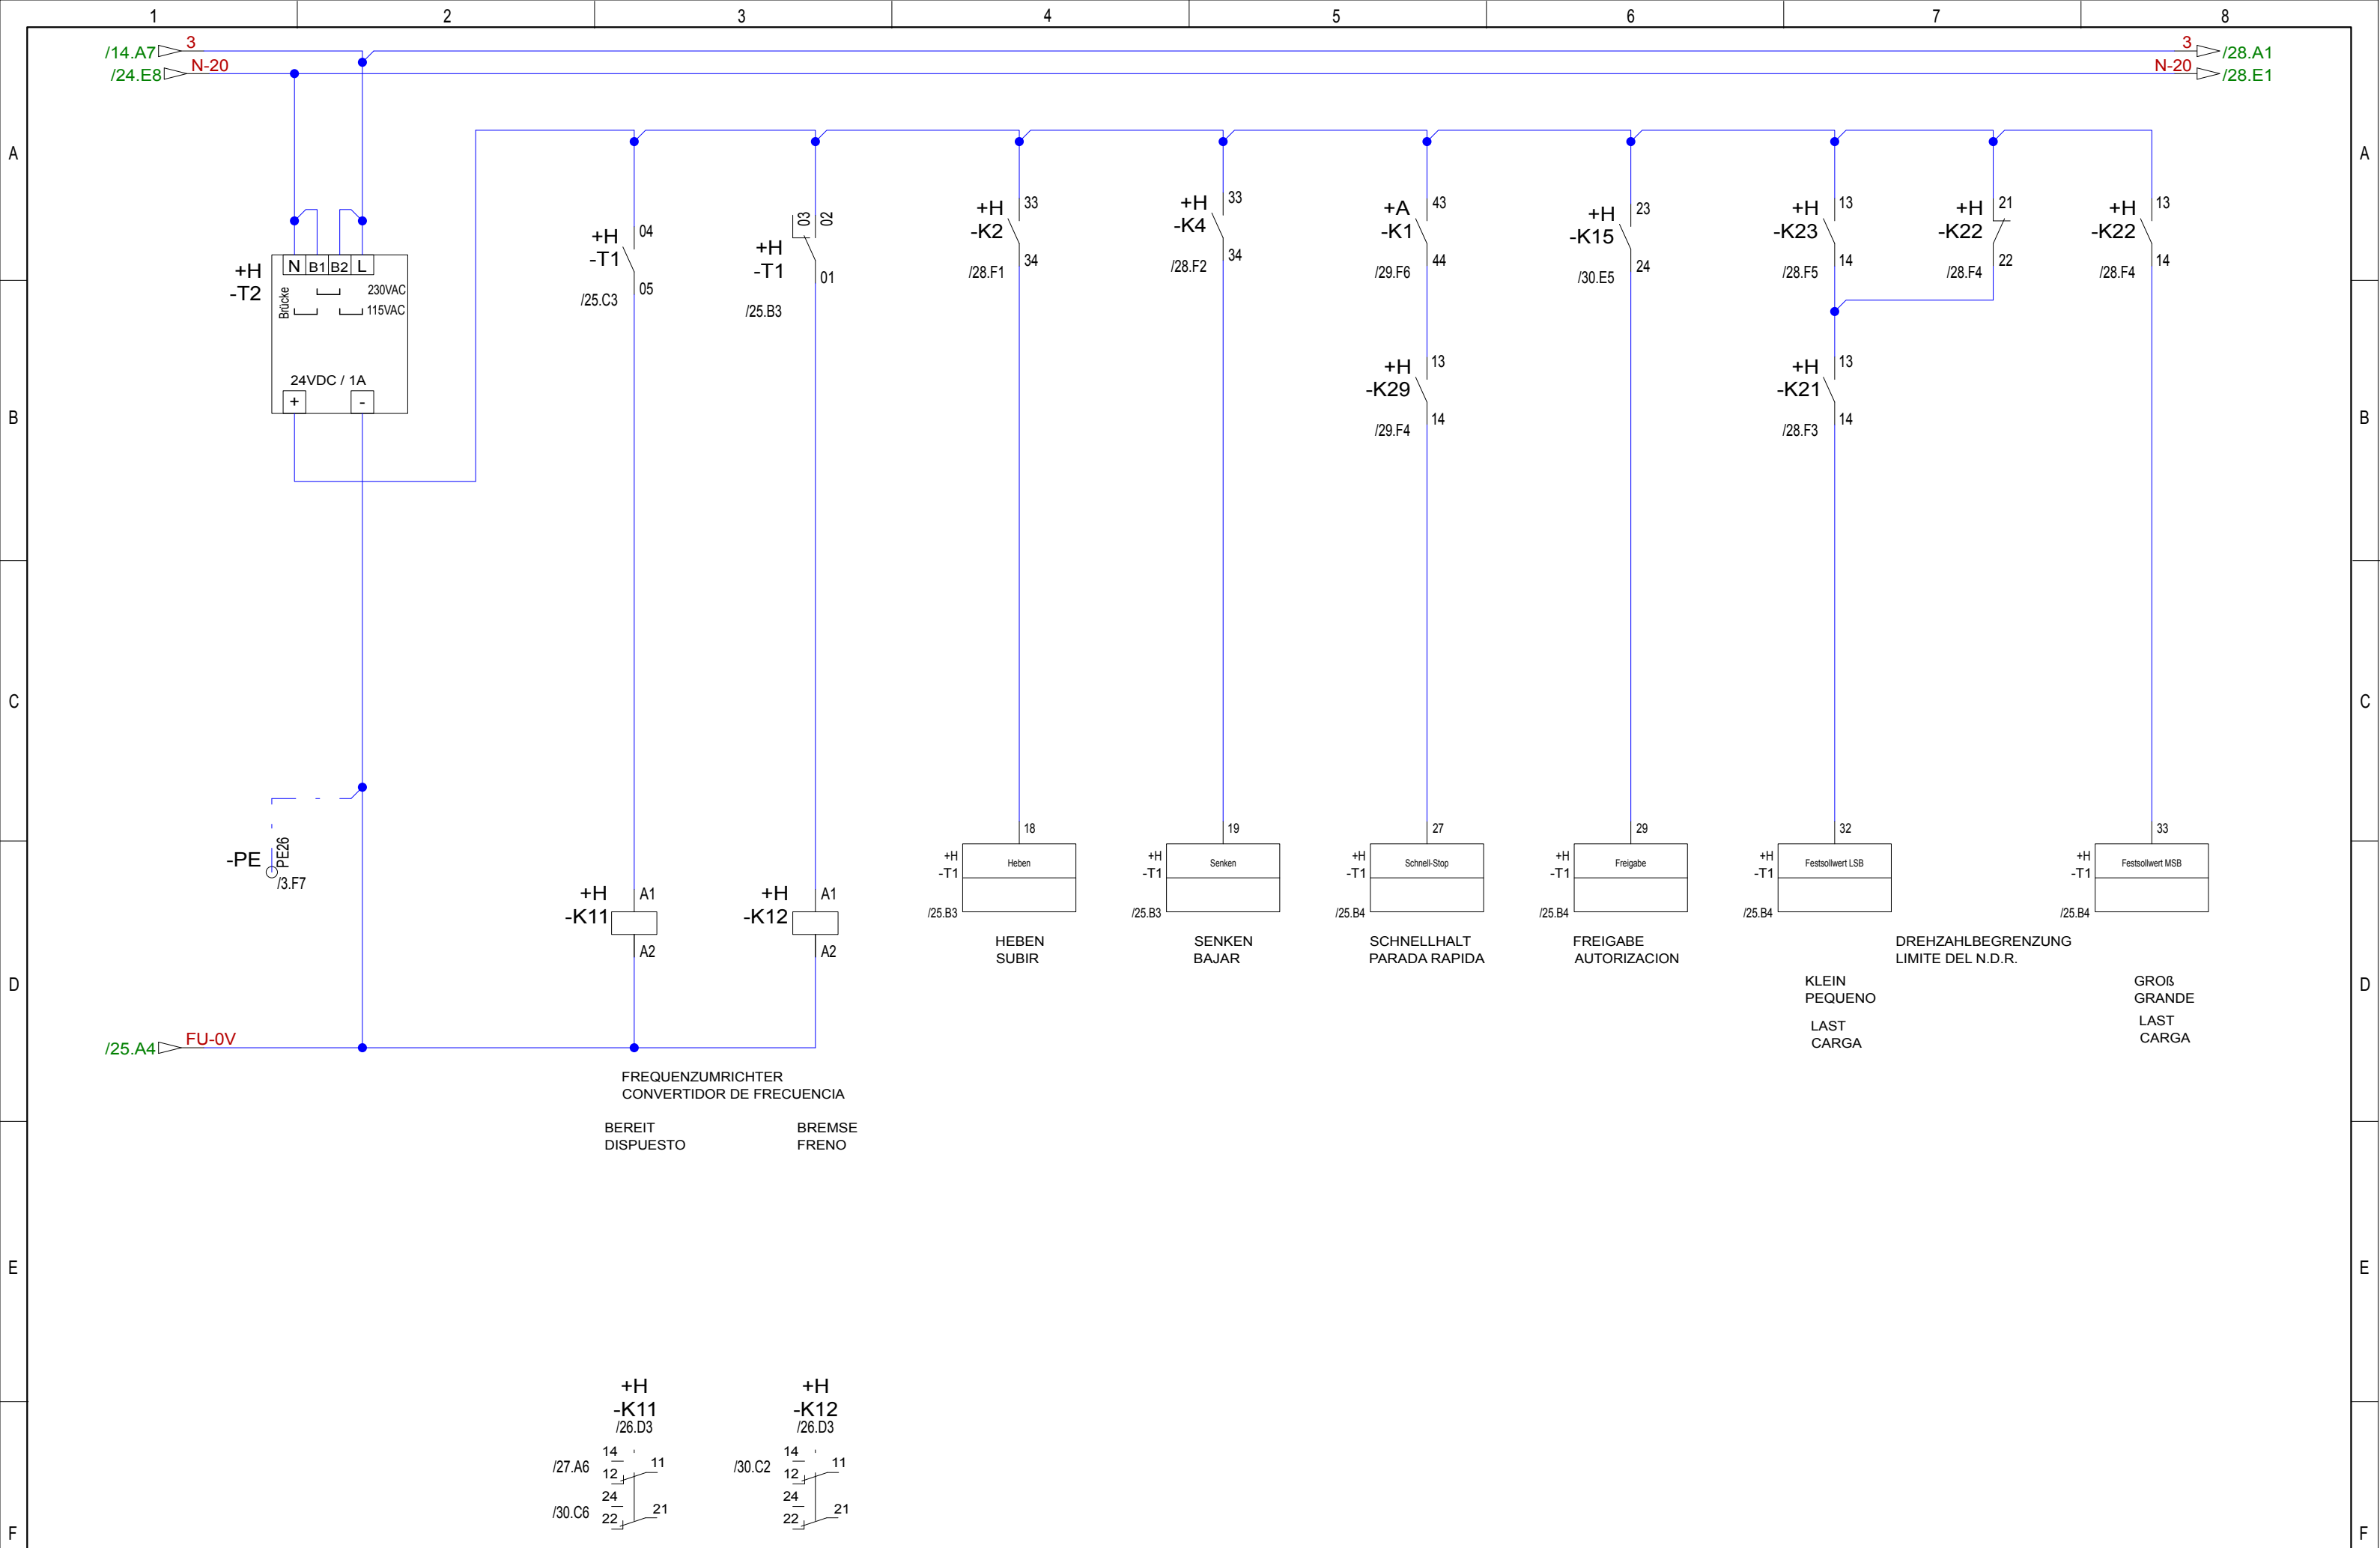 1 2 3 4 5 6 7 8
/14.A7 3 3 /28.A1
/24.E8 N-20 N-20 /28.E1
A A
+H -T2
N B1 B2 L
Brücke
230VAC
115VAC
24VDC / 1A
+ -
+H -T1 04 05
/25.C3
+H -T1 03 02 01
/25.B3
+H -K2 33 34
/28.F1
+H -K4 33 34
/28.F2
+A -K1 43 44
/29.F6
+H -K15 23 24
/30.E5
+H -K23 13 14
/28.F5
+H -K22 21 22
/28.F4
+H -K22 13 14
/28.F4
B B
+H -K29 13 14
/29.F4
+H -K21 13 14
/28.F3
C C
-PE PE26
/3.F7
+H -K11 A1 A2
+H -K12 A1 A2
18
+H -T1 Heben
/25.B3
HEBEN
SUBIR
19
+H -T1 Senken
/25.B3
SENKEN
BAJAR
27
+H -T1 Schnell-Stop
/25.B4
SCHNELLHALT
PARADA RAPIDA
29
+H -T1 Freigabe
/25.B4
FREIGABE
AUTORIZACION
32
+H -T1 Festsollwert LSB
/25.B4
33
+H -T1 Festsollwert MSB
/25.B4
DREHZAHLBEGRENZUNG
LIMITE DEL N.D.R.
KLEIN
PEQUENO
LAST
CARGA
GROß
GRANDE
LAST
CARGA
D D
/25.A4 FU-0V
FREQUENZUMRICHTER
CONVERTIDOR DE FRECUENCIA
BEREIT
DISPUESTO
BREMSE
FRENO
E E
+H
-K11
/26.D3
/27.A6 14 12 11
/30.C6 24 22 21
+H
-K12
/26.D3
/30.C2 14 12 11
24 22 21
F F